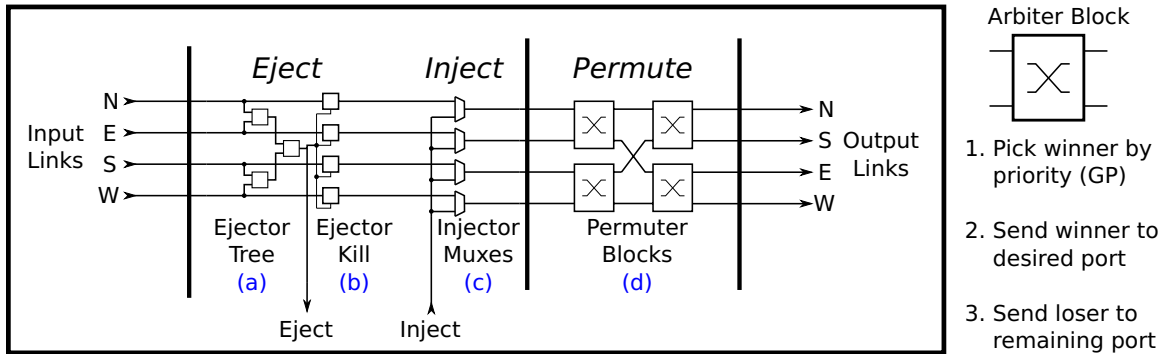 Eject
Inject
Permute
Input
Links
N
E
S
W
N
S
E
W
Output
Links
Ejector
Tree
(a)
Ejector
Kill
(b)
Injector
Muxes
(c)
Permuter
Blocks
(d)
Eject
Inject
Arbiter Block
1. Pick winner by
priority (GP)
2. Send winner to
desired port
3. Send loser to
remaining port